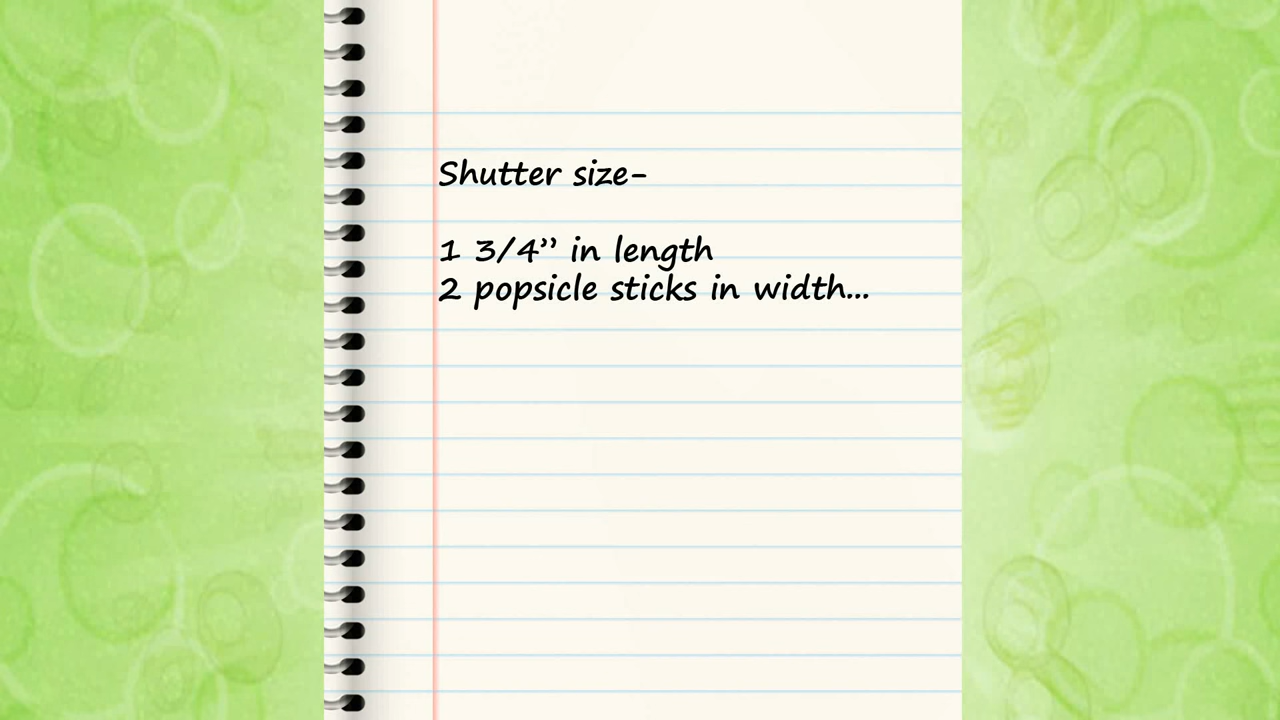 Shutter size-
1 3/4” in length
2 popsicle sticks in width...